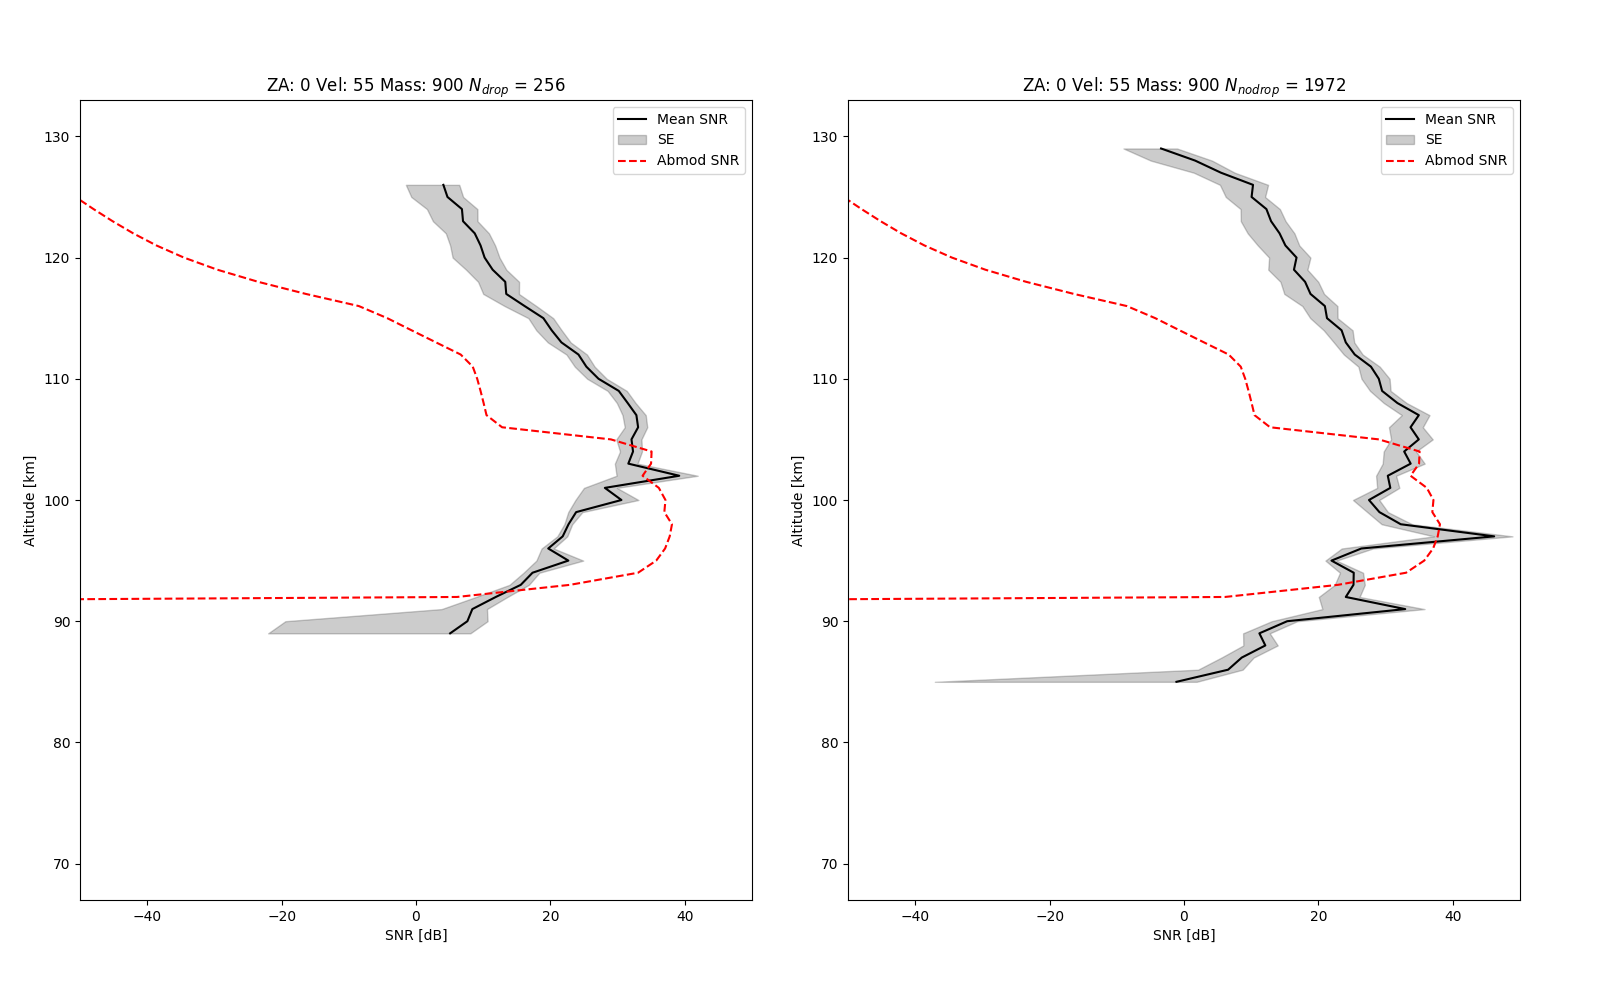 ZA: 0 Vel: 55 Mass: 900 N_drop = 256
Mean SNR
SE
Abmod SNR
130
120
110
100
90
80
70
Altitude [km]
−40
−20
0
20
40
SNR [dB]
ZA: 0 Vel: 55 Mass: 900 N_nodrop = 1972
Mean SNR
SE
Abmod SNR
130
120
110
100
90
80
70
Altitude [km]
−40
−20
0
20
40
SNR [dB]